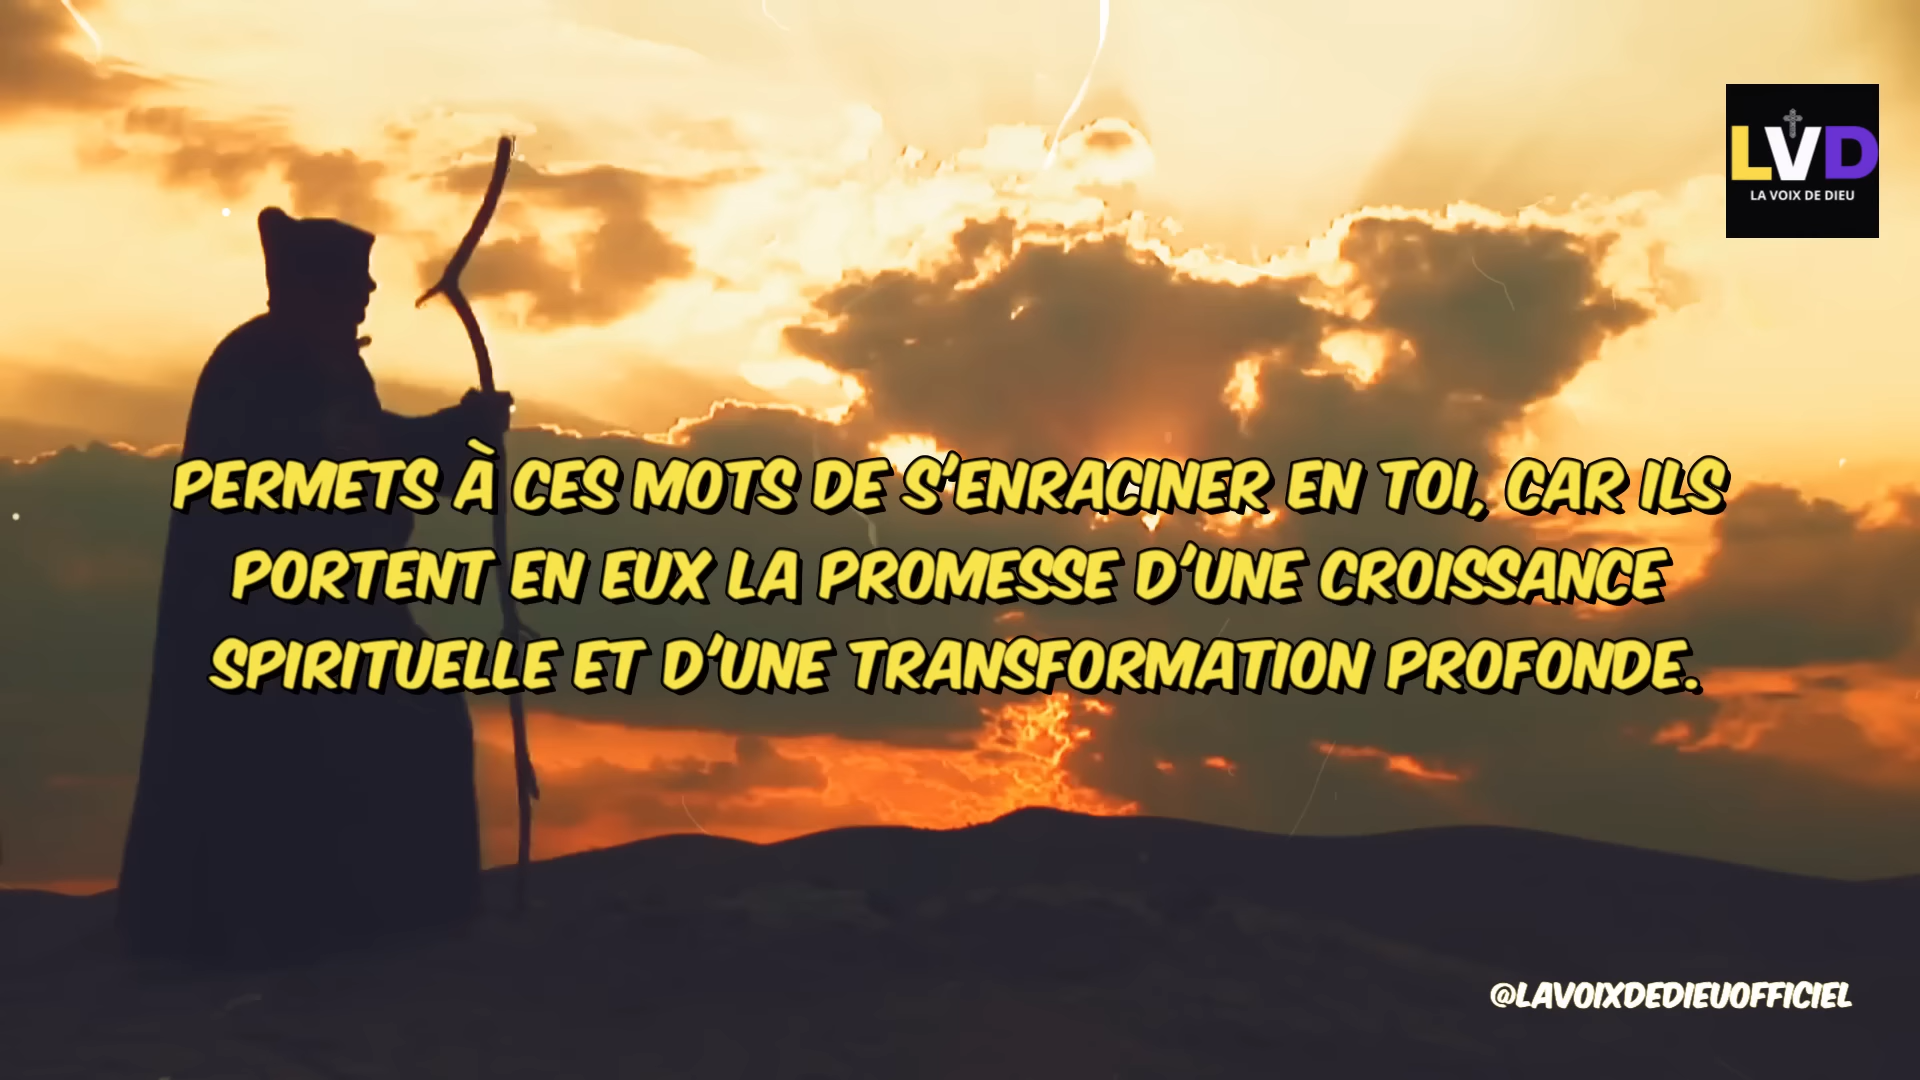 LVD
LA VOIX DE DIEU
PERMETS À CES MOTS DE S'ENRACINER EN TOI, CAR ILS
PORTENT EN EUX LA PROMESSE D'UNE CROISSANCE
SPIRITUELLE ET D'UNE TRANSFORMATION PROFONDE.
@LAVOIXDEDIEUOFFICIEL